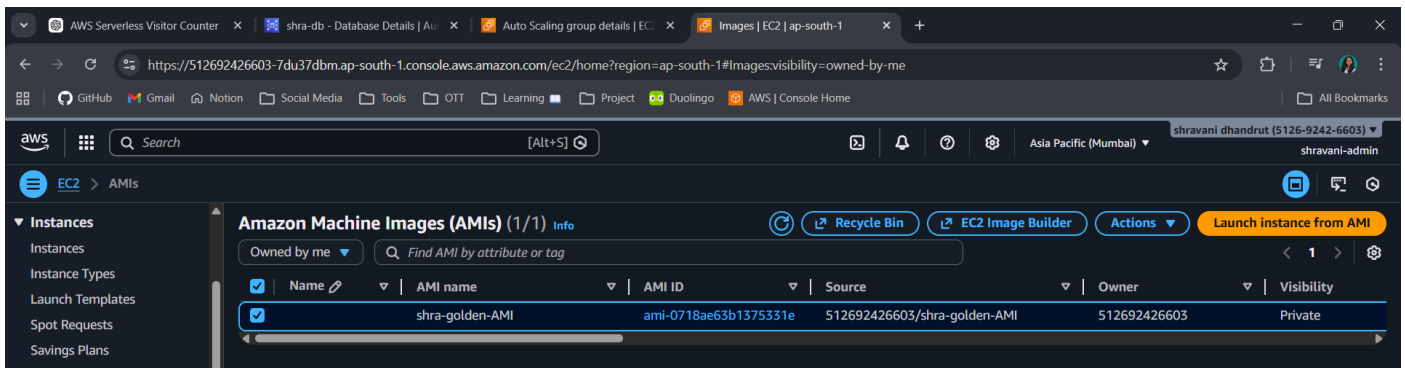 AWS Serverless Visitor Counter
shra-db - Database Details | Au
Auto Scaling group details | EC2
Images | EC2 | ap-south-1
https://512692426603-7du37dbm.ap-south-1.console.aws.amazon.com/ec2/home?region=ap-south-1#Images:visibility=owned-by-me
GitHub Gmail Notion Social Media Tools OTT Learning Project Duolingo AWS | Console Home All Bookmarks
aws Search [Alt+S] Asia Pacific (Mumbai) ▼ shravani dhandrut (5126-9242-6603) ▼
shravani-admin
EC2 > AMIs
▼ Instances
Instances
Instance Types
Launch Templates
Spot Requests
Savings Plans
Amazon Machine Images (AMIs) (1/1) Info
Recycle Bin EC2 Image Builder Actions ▼ Launch instance from AMI
Owned by me ▼ Find AMI by attribute or tag < 1 >
Name AMI name AMI ID Source Owner Visibility
shra-golden-AMI ami-0718ae63b1375331e 512692426603/shra-golden-AMI 512692426603 Private